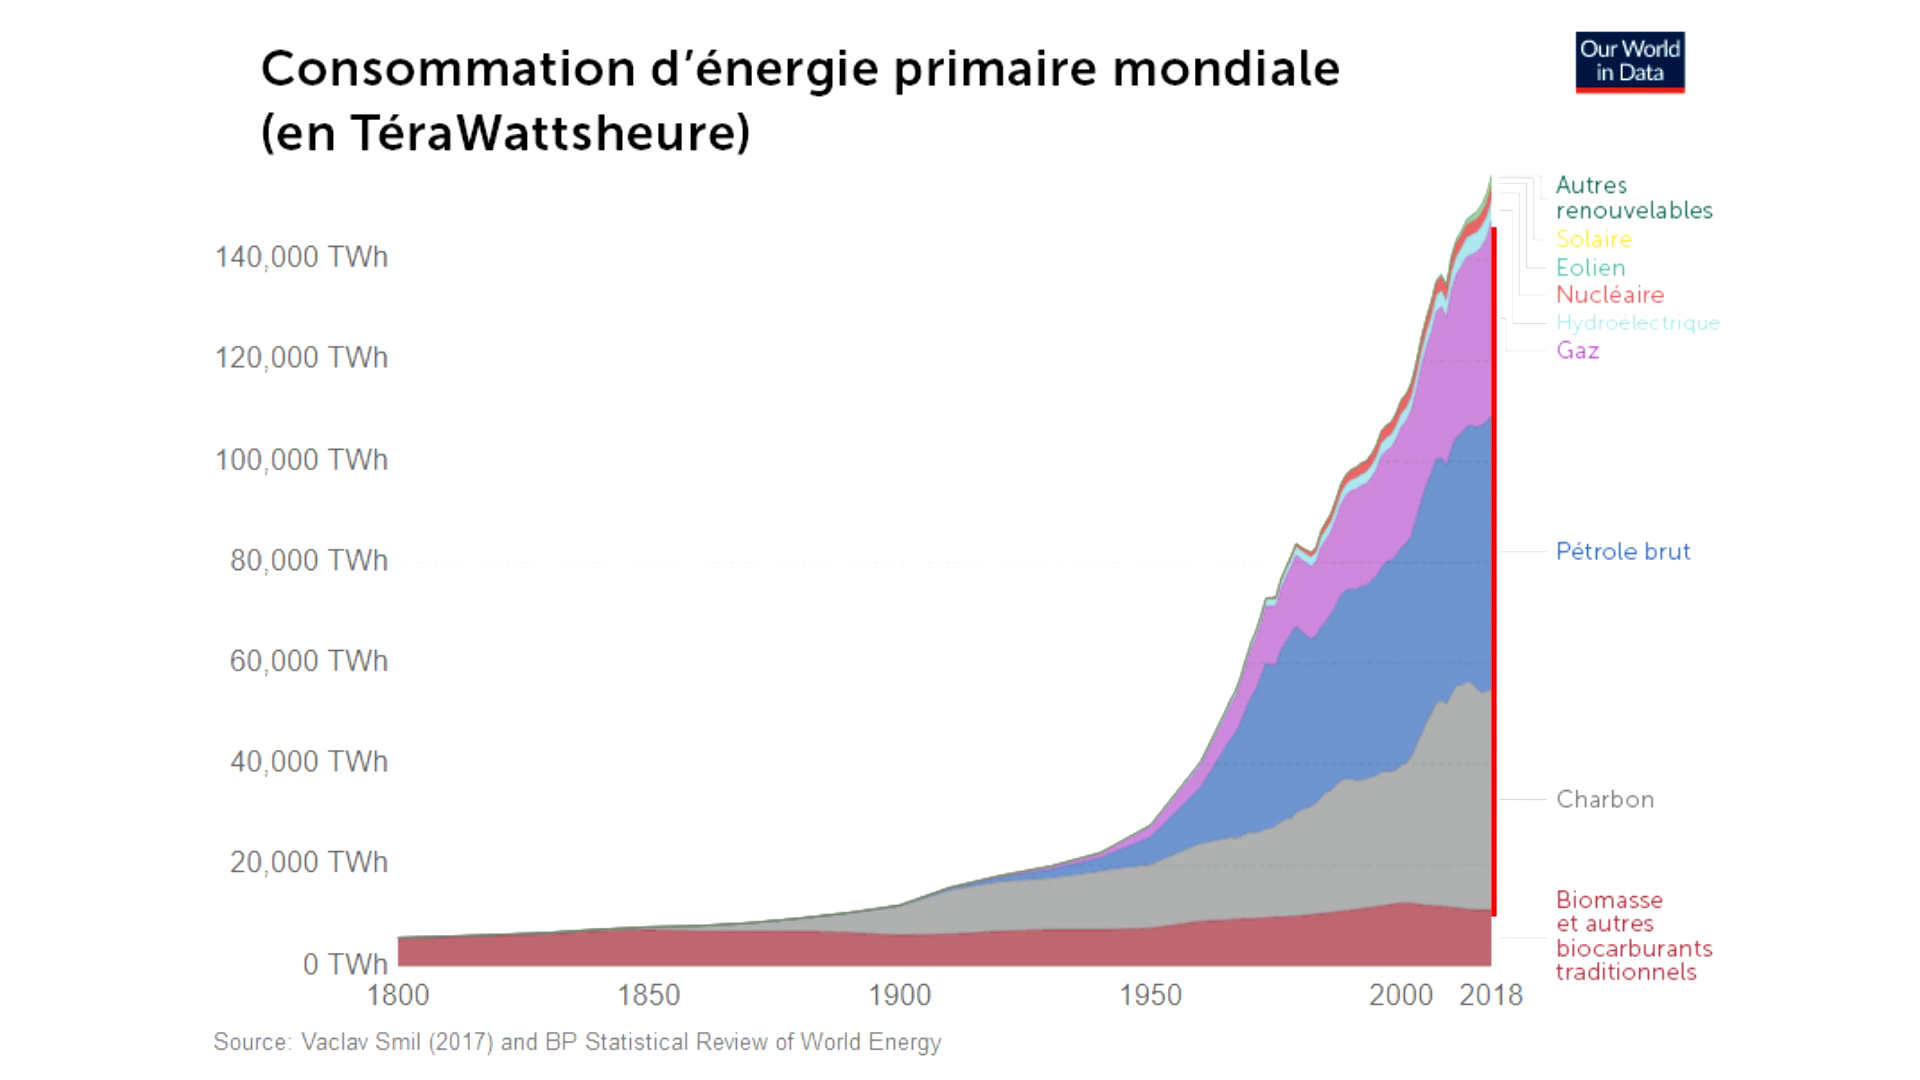 Consommation d’énergie primaire mondiale
(en TéraWattsheure)
Our World
in Data
140,000 TWh
120,000 TWh
100,000 TWh
80,000 TWh
60,000 TWh
40,000 TWh
20,000 TWh
0 TWh
Autres
renouvelables
Solaire
Eolien
Nucléaire
Hydroélectrique
Gaz
Pétrole brut
Charbon
Biomasse
et autres
biocarburants
traditionnels
1800 1850 1900 1950 2000 2018
Source: Vaclav Smil (2017) and BP Statistical Review of World Energy